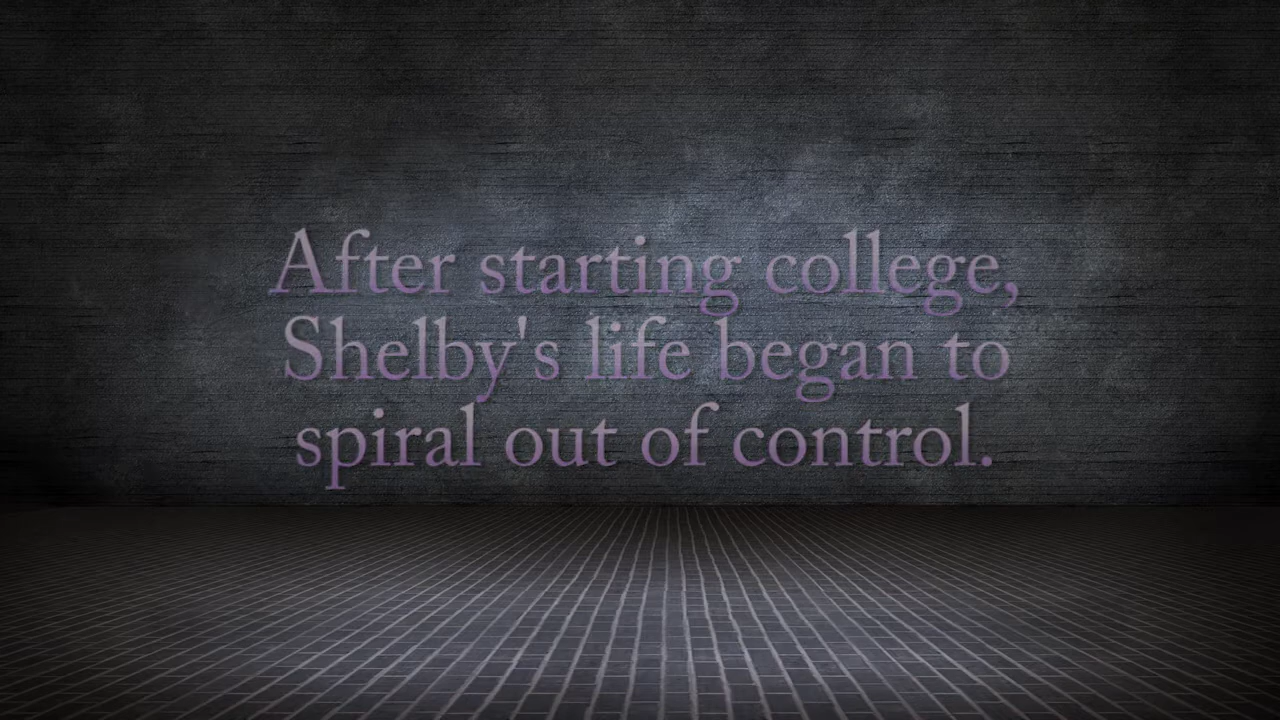 After starting college,
Shelby's life began to
spiral out of control.